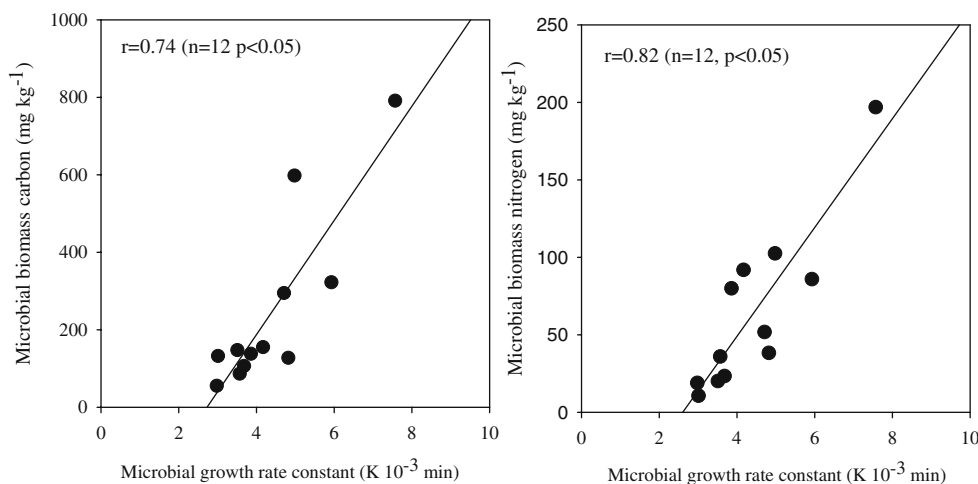 1000
800
600
400
200
0
Microbial biomass carbon (mg kg-1)
r=0.74 (n=12 p<0.05)
0 2 4 6 8 10
Microbial growth rate constant (K 10-3 min)
250
200
150
100
50
0
Microbial biomass nitrogen (mg kg-1)
r=0.82 (n=12, p<0.05)
0 2 4 6 8 10
Microbial growth rate constant (K 10-3 min)